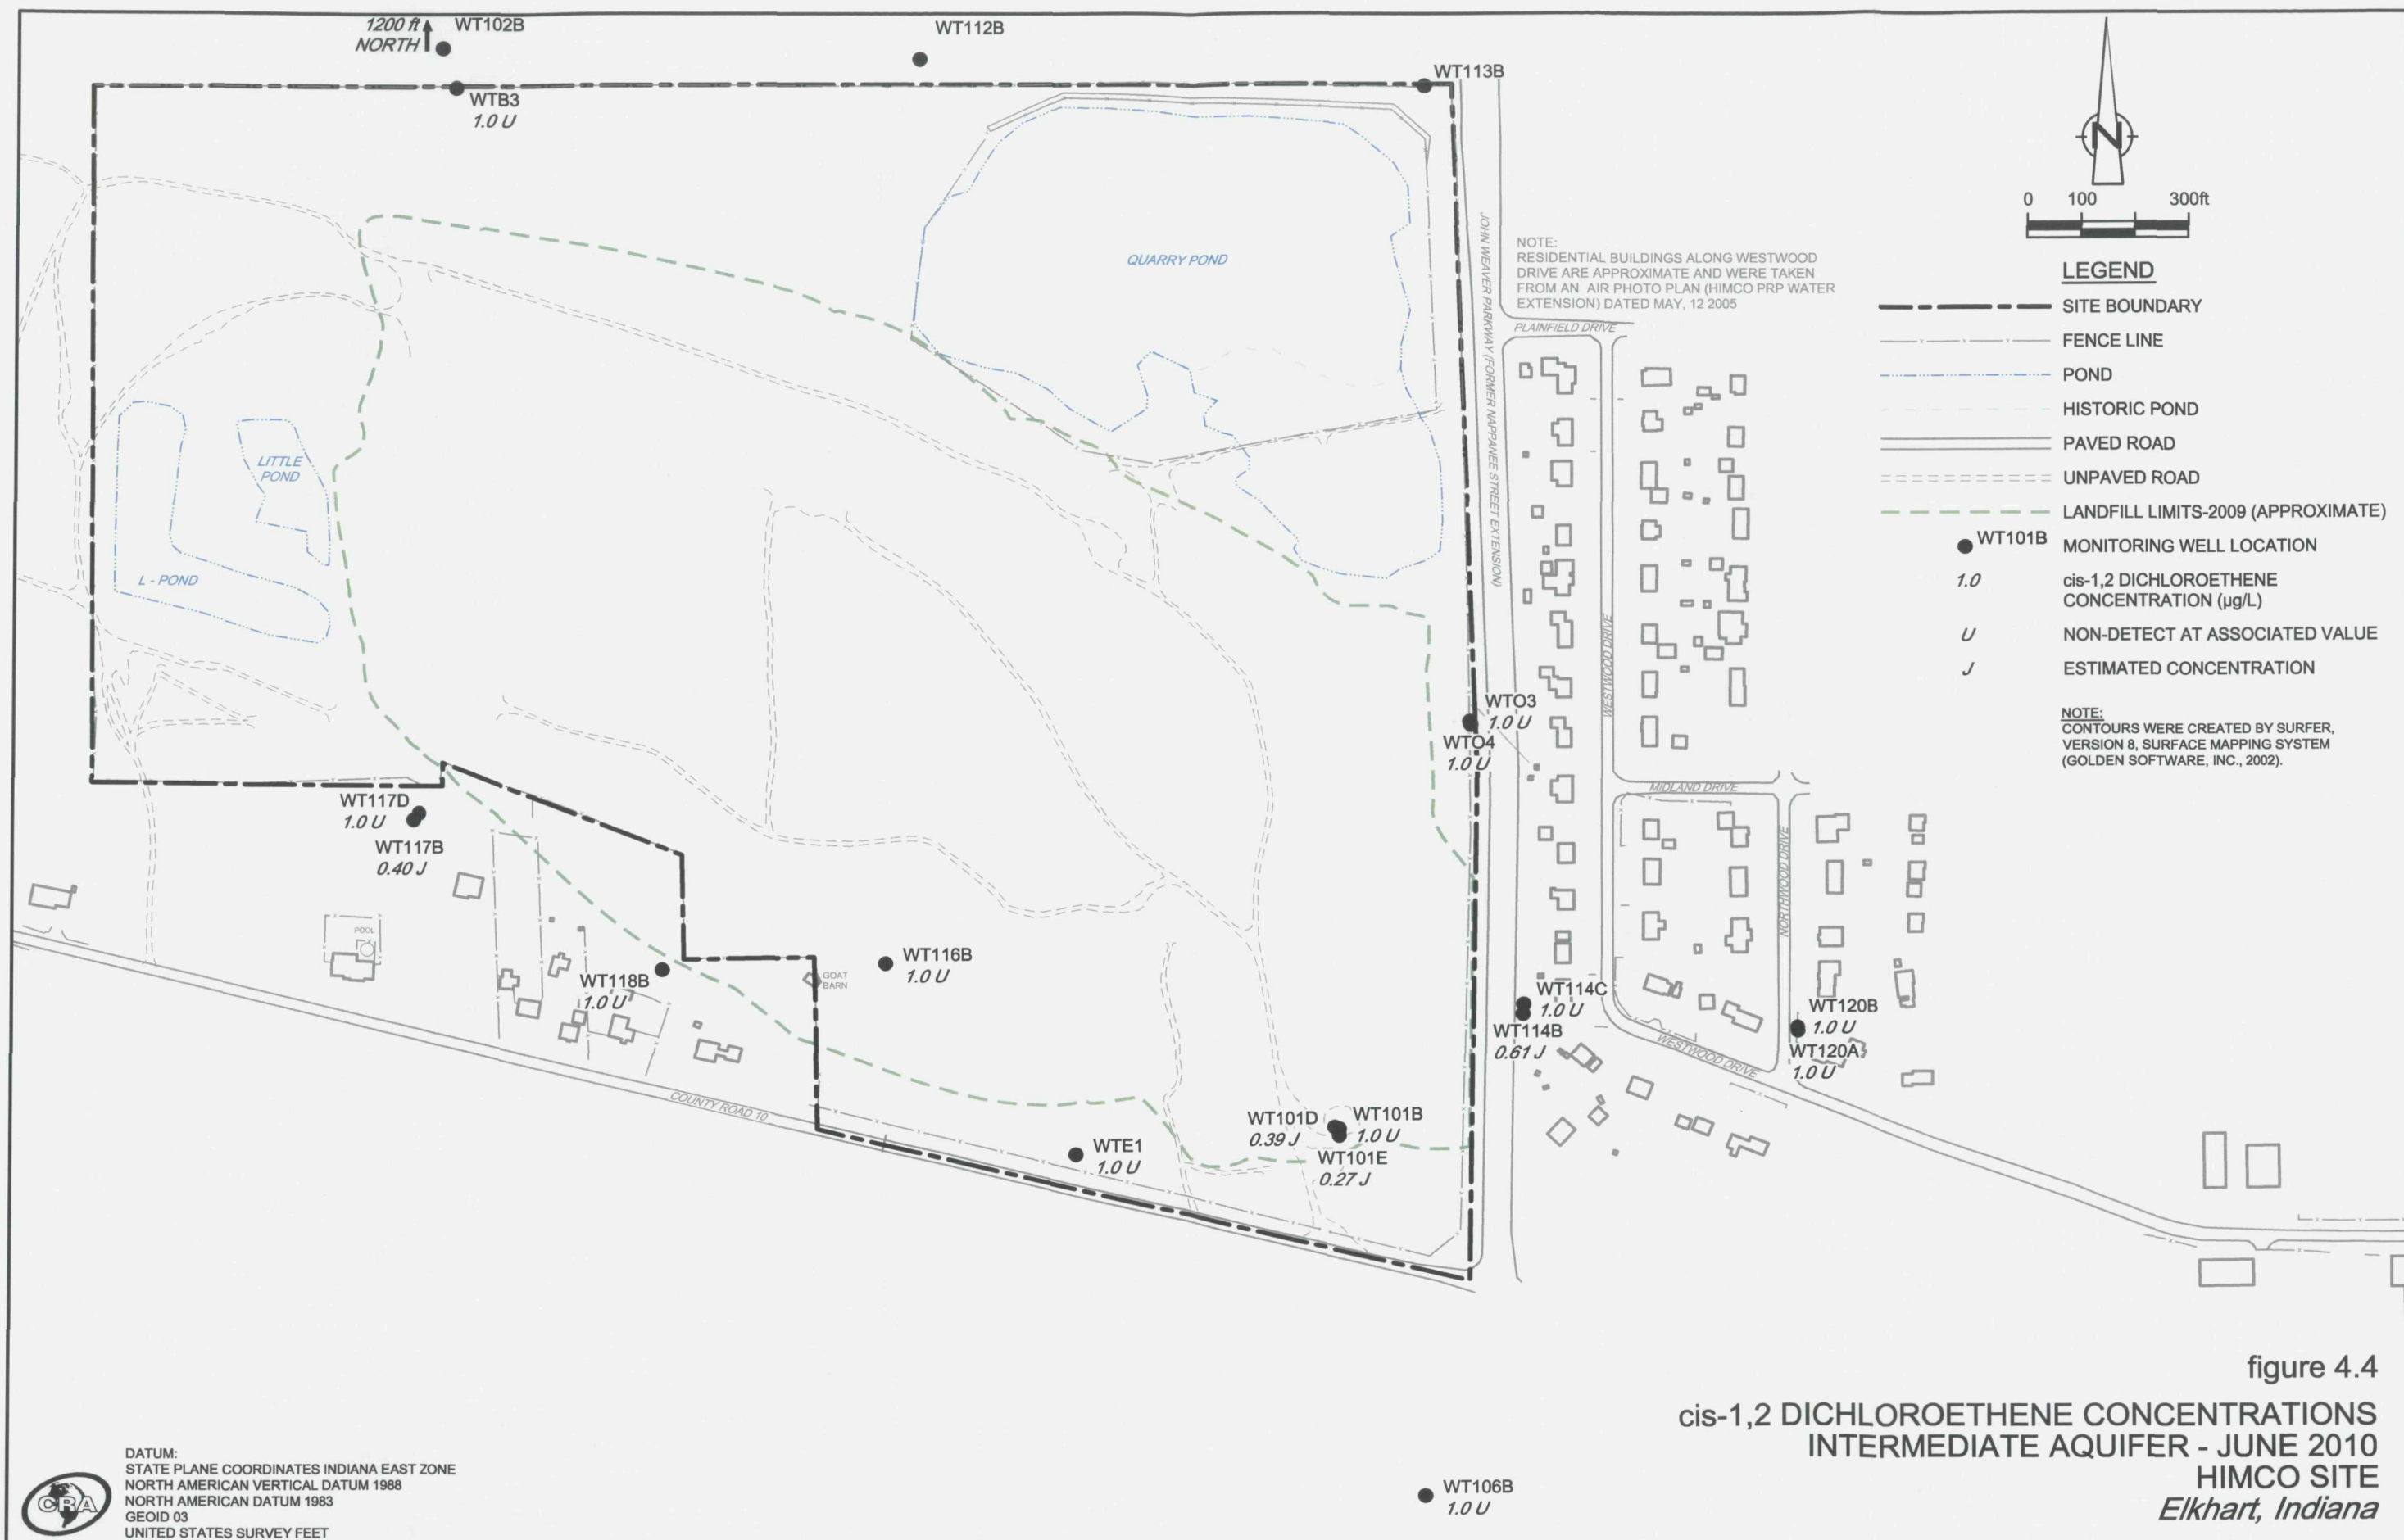 1200 ft
NORTH
WT102B
WT112B
WT113B
WTB3
1.0 U
N
0 100 300ft
QUARRY POND
JOHN WEAVER PARKWAY (FORMER NAPPANEE STREET EXTENSION)
NOTE:
RESIDENTIAL BUILDINGS ALONG WESTWOOD
DRIVE ARE APPROXIMATE AND WERE TAKEN
FROM AN AIR PHOTO PLAN (HIMCO PRP WATER
EXTENSION) DATED MAY, 12 2005
PLAINFIELD DRIVE
LEGEND
SITE BOUNDARY
FENCE LINE
POND
HISTORIC POND
PAVED ROAD
UNPAVED ROAD
LANDFILL LIMITS-2009 (APPROXIMATE)
WT101B
MONITORING WELL LOCATION
1.0
cis-1,2 DICHLOROETHENE
CONCENTRATION (µg/L)
U
NON-DETECT AT ASSOCIATED VALUE
J
ESTIMATED CONCENTRATION
NOTE:
CONTOURS WERE CREATED BY SURFER,
VERSION 8, SURFACE MAPPING SYSTEM
(GOLDEN SOFTWARE, INC., 2002).
LITTLE
POND
L - POND
WESTWOOD DRIVE
WTO3
1.0 U
WTO4
1.0 U
MIDLAND DRIVE
NORTHWOOD DRIVE
WT117D
1.0 U
WT117B
0.40 J
POOL
WT118B
1.0 U
GOAT
BARN
WT116B
1.0 U
WT114C
1.0 U
WT114B
0.61 J
WESTWOOD DRIVE
WT120B
1.0 U
WT120A
1.0 U
COUNTY ROAD 10
WT101D
0.39 J
WT101B
1.0 U
WT101E
0.27 J
WTE1
1.0 U
WT106B
1.0 U
figure 4.4
cis-1,2 DICHLOROETHENE CONCENTRATIONS
INTERMEDIATE AQUIFER - JUNE 2010
HIMCO SITE
Elkhart, Indiana
CRA
DATUM:
STATE PLANE COORDINATES INDIANA EAST ZONE
NORTH AMERICAN VERTICAL DATUM 1988
NORTH AMERICAN DATUM 1983
GEOID 03
UNITED STATES SURVEY FEET